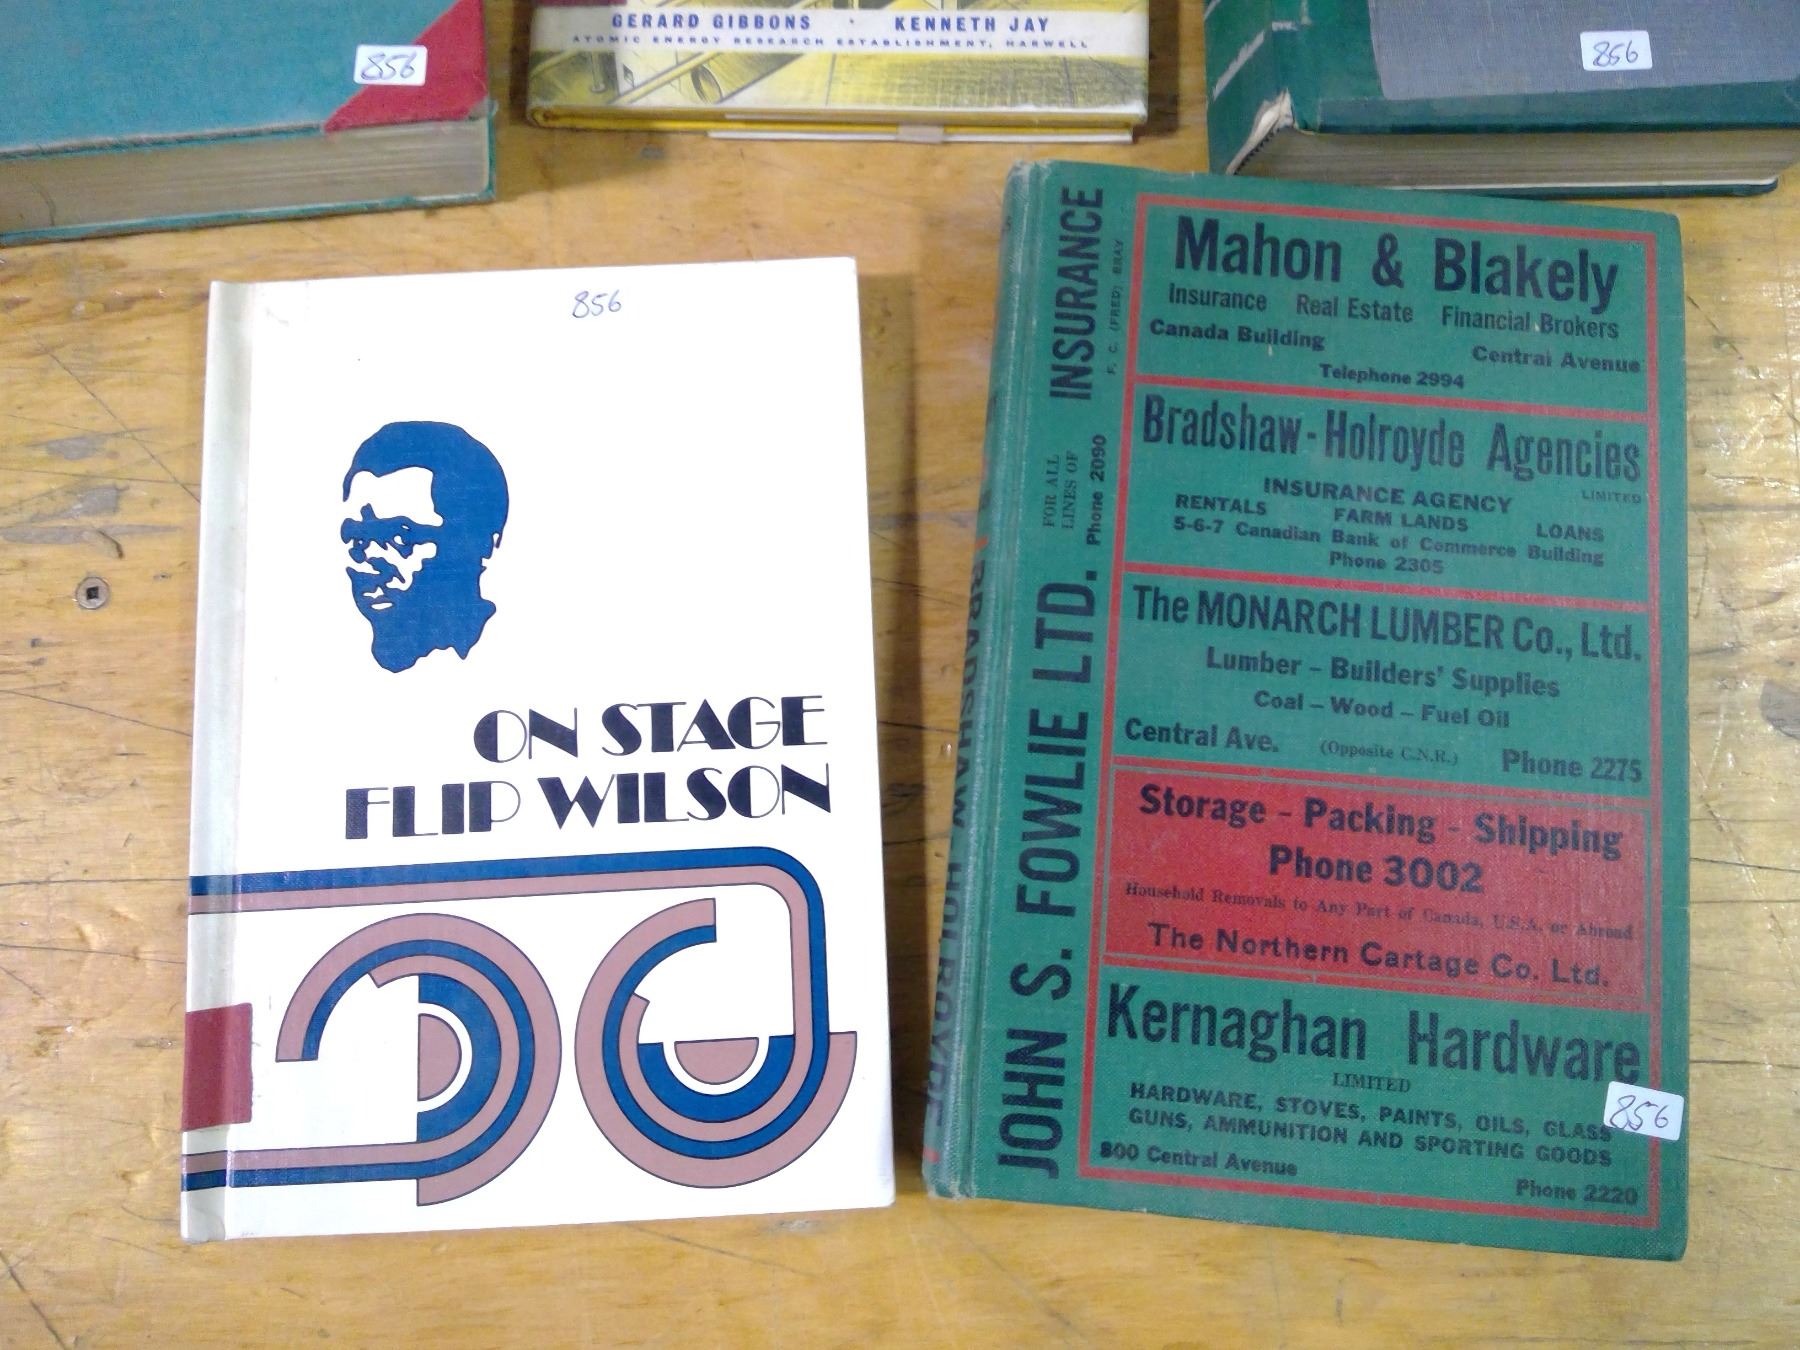 856
GERARD GIBBONS · KENNETH JAY
ATOMIC ENERGY RESEARCH ESTABLISHMENT, HARWELL
856
856
ON STAGE
FLIP WILSON
BRADSHAW-HOLROYDE
JOHN S. FOWLIE LTD.
FOR ALL
LINES OF
Phone 2090
INSURANCE
F. C. (FRED) BRAY
Mahon & Blakely
Insurance Real Estate Financial Brokers
Canada Building
Central Avenue
Telephone 2994
Bradshaw-Holroyde Agencies
LIMITED
INSURANCE AGENCY
RENTALS FARM LANDS LOANS
5-6-7 Canadian Bank of Commerce Building
Phone 2305
The MONARCH LUMBER Co., Ltd.
Lumber – Builders' Supplies
Coal – Wood – Fuel Oil
Central Ave. (Opposite C.N.R.) Phone 2275
Storage - Packing - Shipping
Phone 3002
Household Removals to Any Part of Canada, U.S.A. or Abroad
The Northern Cartage Co. Ltd.
Kernaghan Hardware
LIMITED
HARDWARE, STOVES, PAINTS, OILS, GLASS
GUNS, AMMUNITION AND SPORTING GOODS
800 Central Avenue
Phone 2220
856